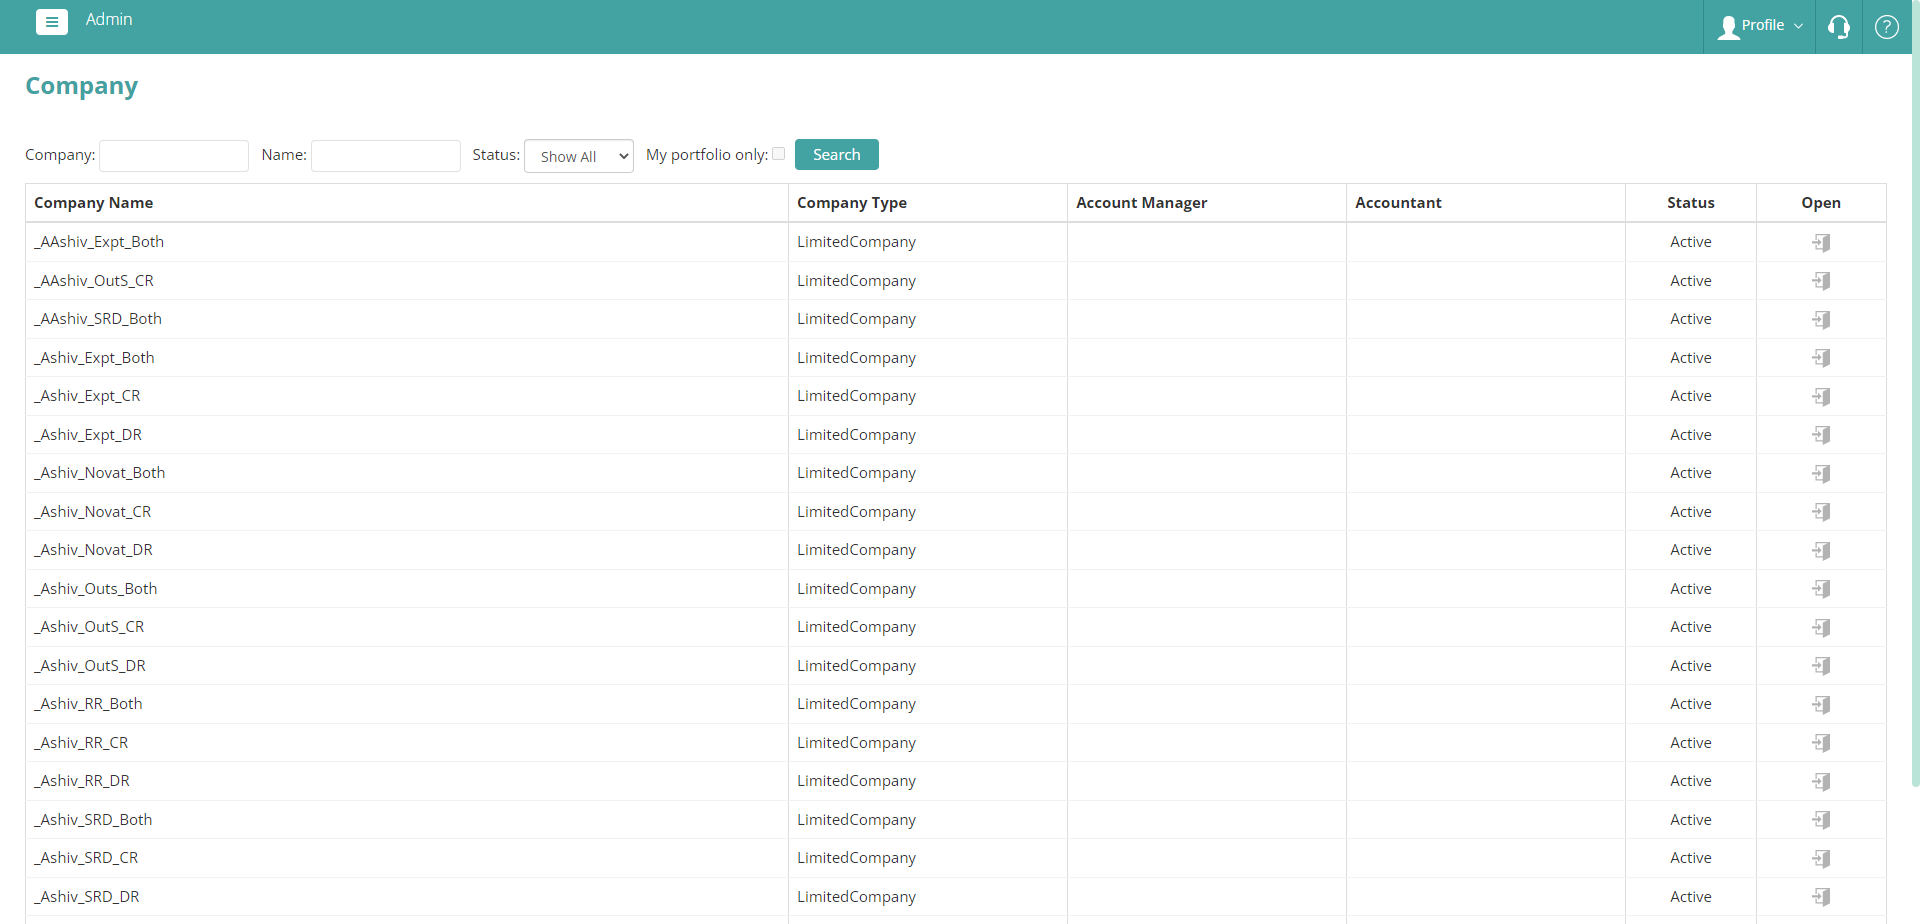 Admin
Profile
?
Company
Company: Name: Status: Show All My portfolio only: Search
Company Name Company Type Account Manager Accountant Status Open
_AAshiv_Expt_Both LimitedCompany Active
_AAshiv_OutS_CR LimitedCompany Active
_AAshiv_SRD_Both LimitedCompany Active
_Ashiv_Expt_Both LimitedCompany Active
_Ashiv_Expt_CR LimitedCompany Active
_Ashiv_Expt_DR LimitedCompany Active
_Ashiv_Novat_Both LimitedCompany Active
_Ashiv_Novat_CR LimitedCompany Active
_Ashiv_Novat_DR LimitedCompany Active
_Ashiv_Outs_Both LimitedCompany Active
_Ashiv_OutS_CR LimitedCompany Active
_Ashiv_OutS_DR LimitedCompany Active
_Ashiv_RR_Both LimitedCompany Active
_Ashiv_RR_CR LimitedCompany Active
_Ashiv_RR_DR LimitedCompany Active
_Ashiv_SRD_Both LimitedCompany Active
_Ashiv_SRD_CR LimitedCompany Active
_Ashiv_SRD_DR LimitedCompany Active